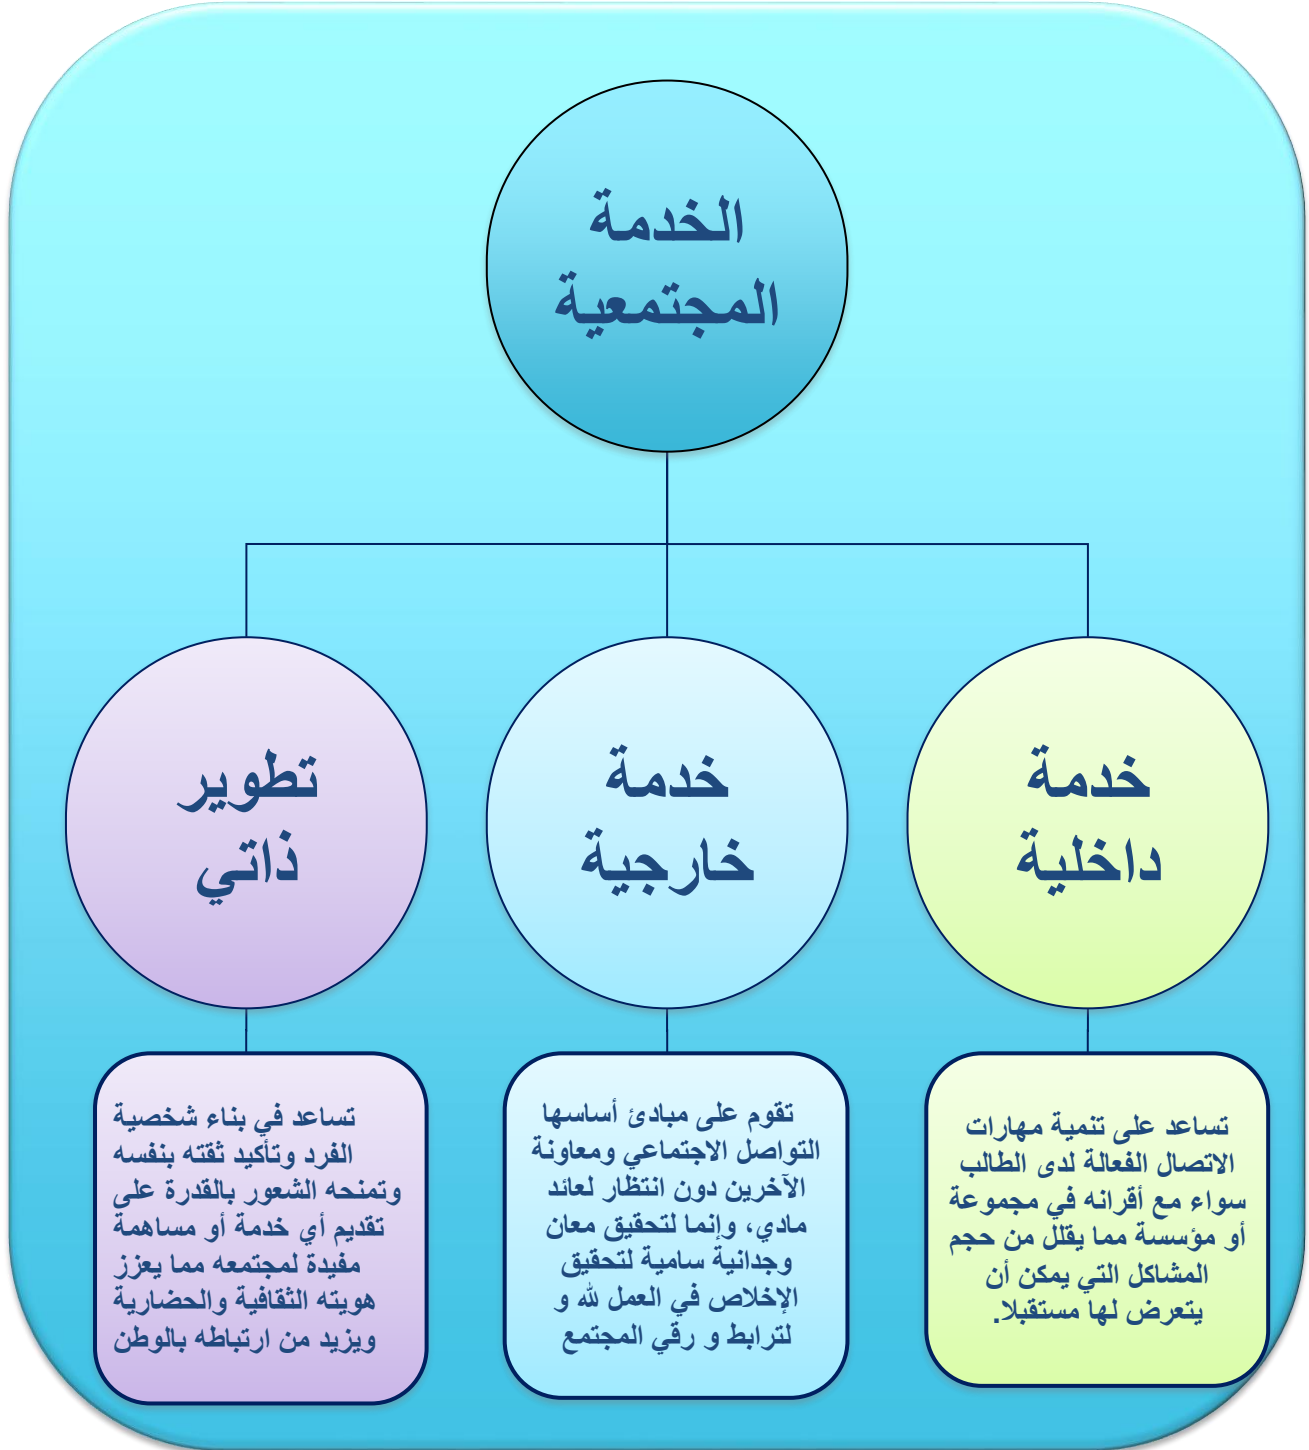 الخدمة
المجتمعية
خدمة
داخلية
خدمة
خارجية
تطوير
ذاتي
تساعد على تنمية مهارات
الاتصال الفعالة لدى الطالب
سواء مع أقرانه في مجموعة
أو مؤسسة مما يقلل من حجم
المشاكل التي يمكن أن
يتعرض لها مستقبلا.
تقوم على مبادئ أساسها
التواصل الاجتماعي ومعاونة
الآخرين دون انتظار لعائد
مادي، وإنما لتحقيق معان
وجدانية سامية لتحقيق
الإخلاص في العمل لله و
لترابط و رقي المجتمع
تساعد في بناء شخصية
الفرد وتأكيد ثقته بنفسه
وتمنحه الشعور بالقدرة على
تقديم أي خدمة أو مساهمة
مفيدة لمجتمعه مما يعزز
هويته الثقافية والحضارية
ويزيد من ارتباطه بالوطن